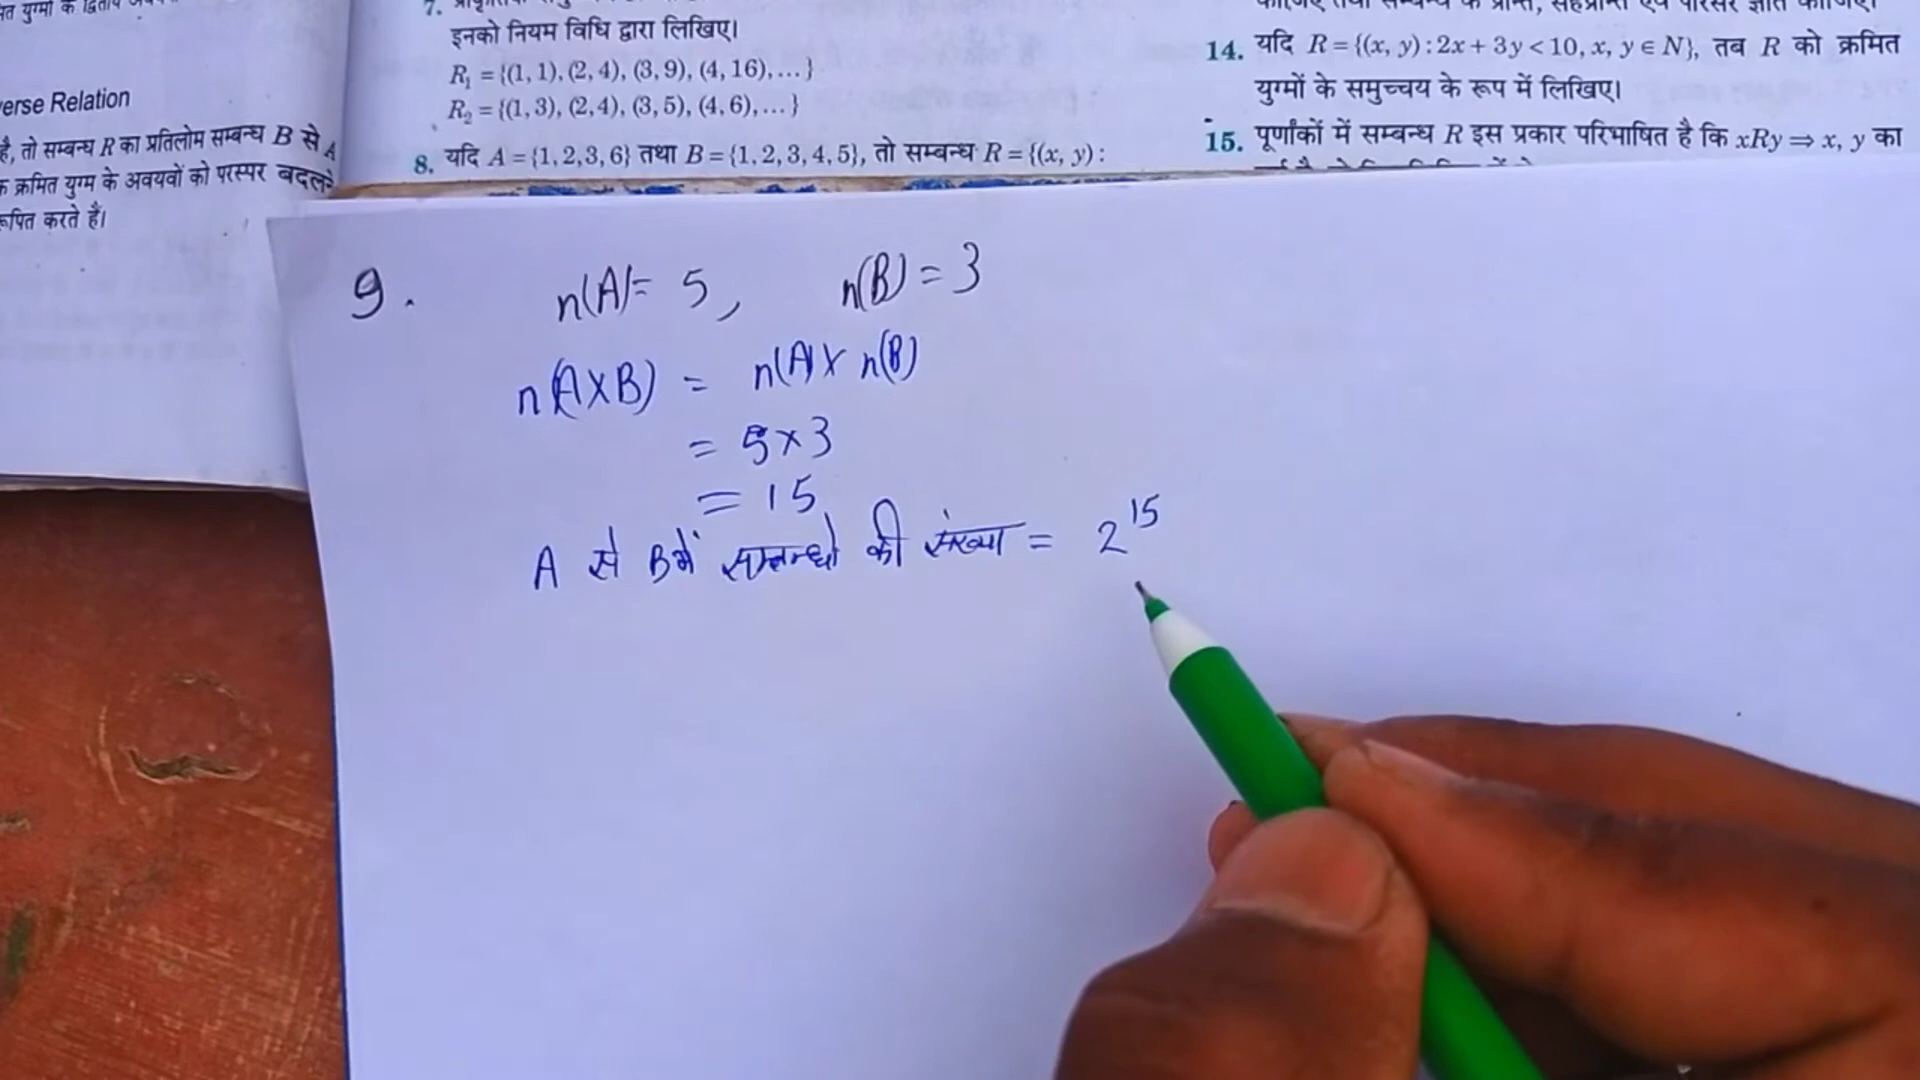 erse Relation
है, तो सम्बन्ध R का प्रतिलोम सम्बन्ध B से A
क्रमित युग्म के अवयवों को परस्पर बदलने
करते हैं।
7.
इनको नियम विधि द्वारा लिखिए।
R₁ = {(1, 1), (2, 4), (3, 9), (4, 16), ... }
R₂ = {(1, 3), (2, 4), (3, 5), (4, 6), ... }
8. यदि A = {1, 2, 3, 6} तथा B = {1, 2, 3, 4, 5}, तो सम्बन्ध R = {(x, y) :
14. यदि R = {(x, y) : 2x + 3y < 10, x, y ∈ N}, तब R को क्रमित
युग्मों के समुच्चय के रूप में लिखिए।
15. पूर्णांकों में सम्बन्ध R इस प्रकार परिभाषित है कि xRy ⇒ x, y का
9. n(A) = 5, n(B) = 3
n(A×B) = n(A) × n(B)
= 5×3
= 15
A से B में सम्बन्धो की संख्या = 2¹⁵